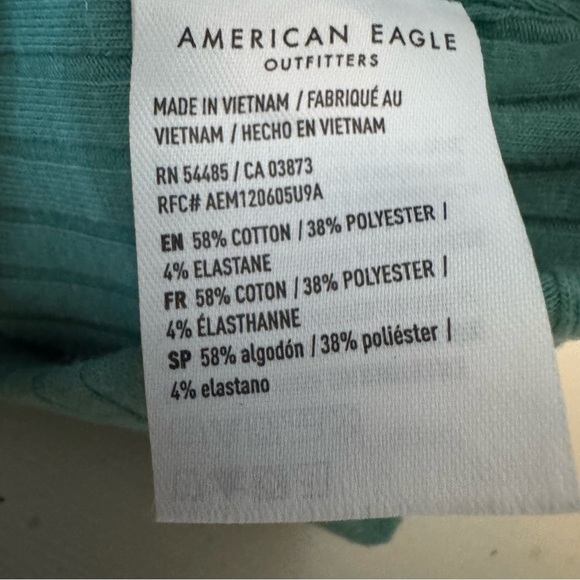 AMERICAN EAGLE
OUTFITTERS
MADE IN VIETNAM / FABRIQUÉ AU
VIETNAM / HECHO EN VIETNAM
RN 54485 / CA 03873
RFC# AEM120605U9A
EN 58% COTTON / 38% POLYESTER /
4% ELASTANE
FR 58% COTON / 38% POLYESTER /
4% ÉLASTHANNE
SP 58% algodón / 38% poliéster /
4% elastano